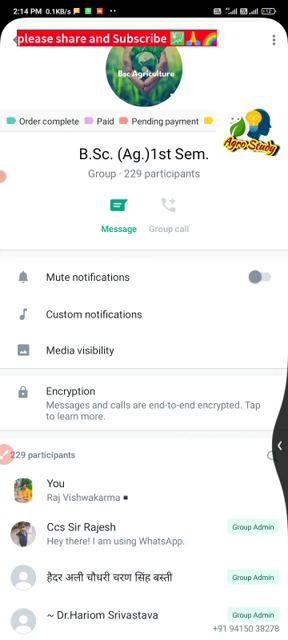 2:14 PM 0.1KB/s
please share and Subscribe 💹🙏🌈
Bsc Agriculture
Order complete Paid Pending payment
Agro Study
B.Sc. (Ag.)1st Sem.
Group · 229 participants
Message Group call
Mute notifications
Custom notifications
Media visibility
Encryption
Messages and calls are end-to-end encrypted. Tap
to learn more.
229 participants
You
Raj Vishwakarma ■
Ccs Sir Rajesh
Group Admin
Hey there! I am using WhatsApp.
हैदर अली चौधरी चरण सिंह बस्ती
Group Admin
~ Dr.Hariom Srivastava
Group Admin
+91 94150 38278